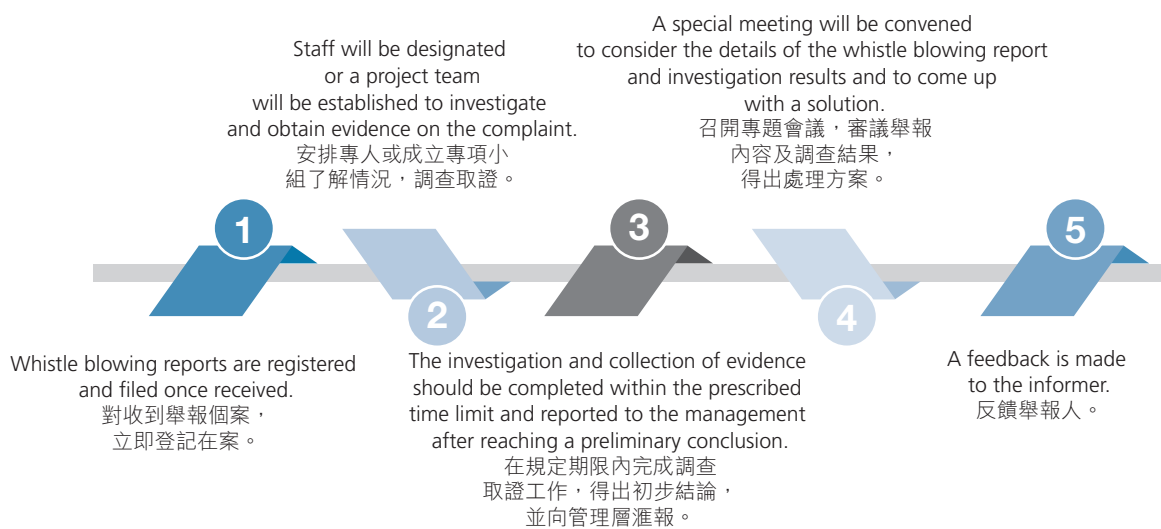 1
Whistle blowing reports are registered
and filed once received.
對收到舉報個案，
立即登記在案。
Staff will be designated
or a project team
will be established to investigate
and obtain evidence on the complaint.
安排專人或成立專項小
組了解情況，調查取證。
2
3
The investigation and collection of evidence
should be completed within the prescribed
time limit and reported to the management
after reaching a preliminary conclusion.
在規定期限內完成調查
取證工作，得出初步結論，
並向管理層滙報。
A special meeting will be convened
to consider the details of the whistle blowing report
and investigation results and to come up
with a solution.
召開專題會議，審議舉報
內容及調查結果，
得出處理方案。
4
5
A feedback is made
to the informer.
反饋舉報人。